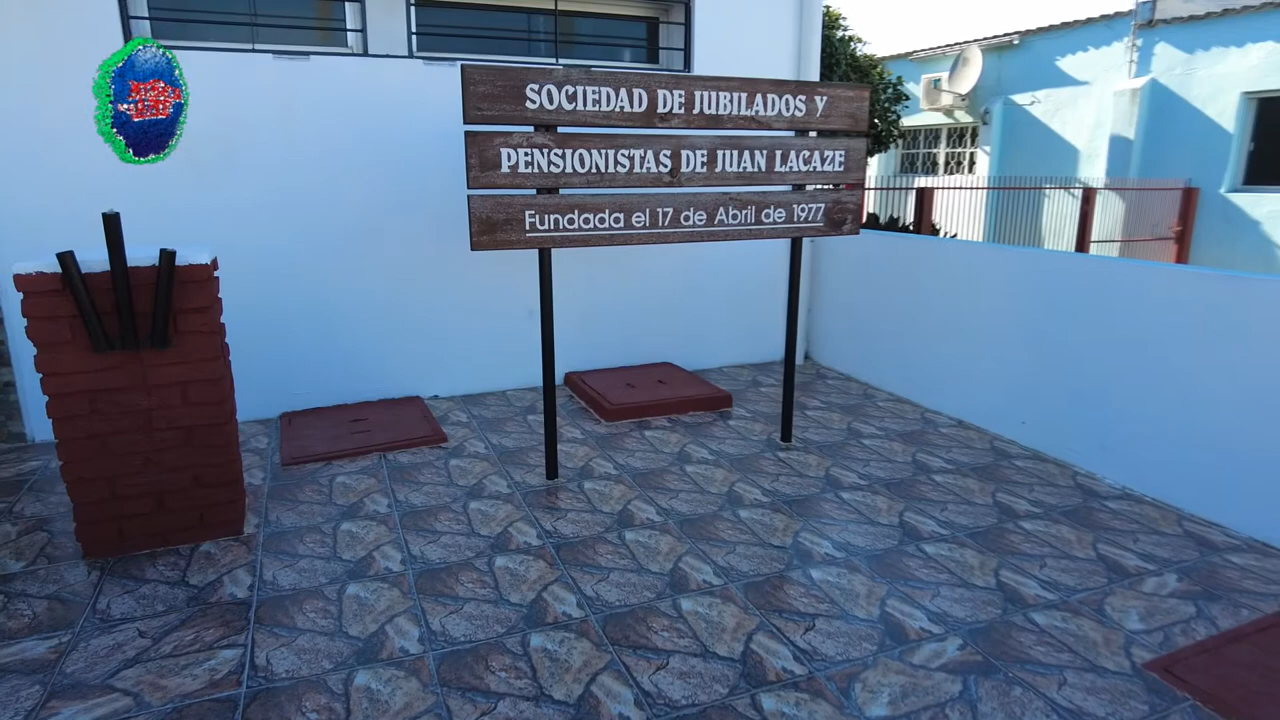 SOCIEDAD DE JUBILADOS Y
PENSIONISTAS DE JUAN LACAZE
Fundada el 17 de Abril de 1977